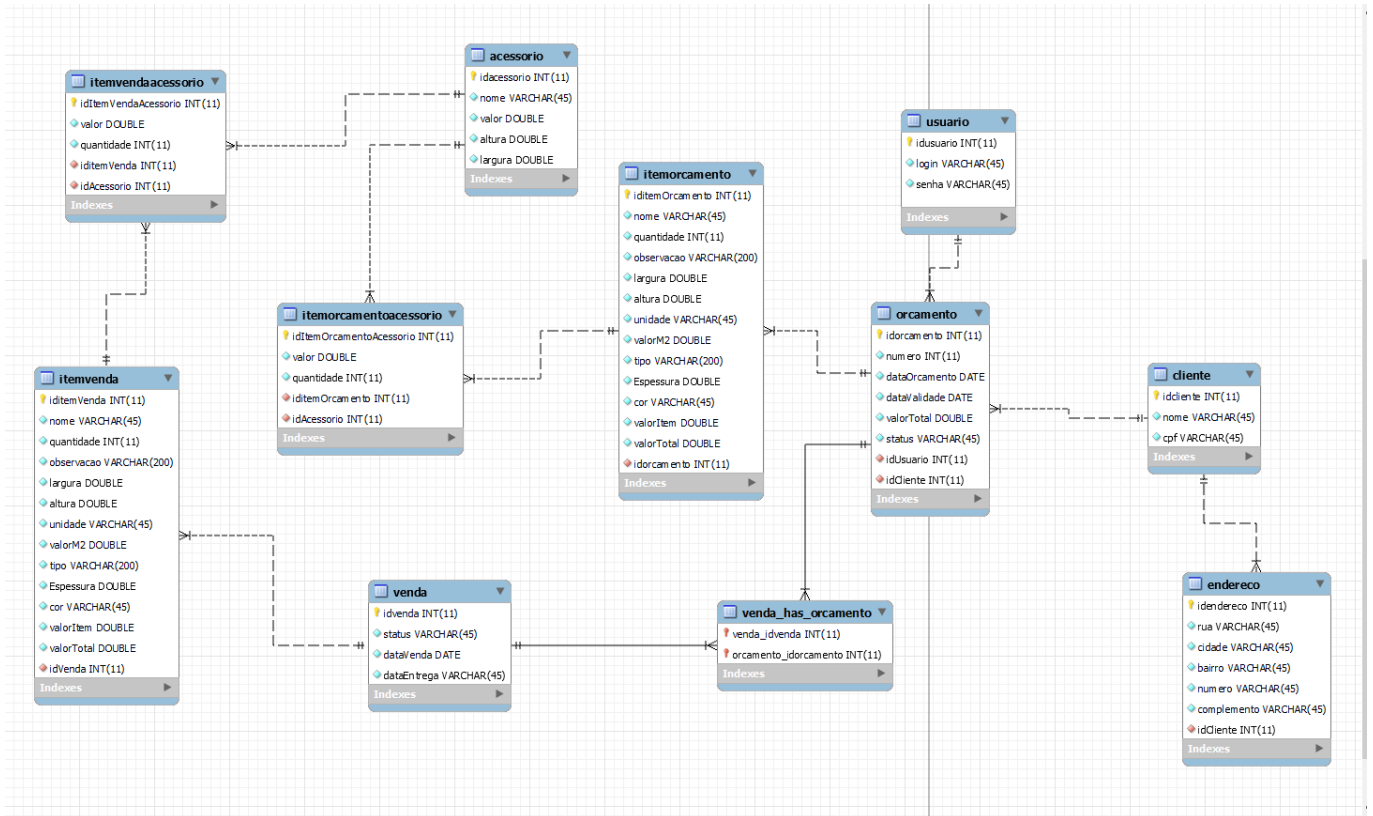 acessorio
idacessorio INT(11)
nome VARCHAR(45)
valor DOUBLE
altura DOUBLE
largura DOUBLE
Indexes
itemvendaacessorio
idItemVendaAcessorio INT(11)
valor DOUBLE
quantidade INT(11)
iditemVenda INT(11)
idAcessorio INT(11)
Indexes
usuario
idusuario INT(11)
login VARCHAR(45)
senha VARCHAR(45)
Indexes
itemorcamento
iditemOrcamento INT(11)
nome VARCHAR(45)
quantidade INT(11)
observacao VARCHAR(200)
largura DOUBLE
altura DOUBLE
unidade VARCHAR(45)
valorM2 DOUBLE
tipo VARCHAR(200)
Espessura DOUBLE
cor VARCHAR(45)
valorItem DOUBLE
valorTotal DOUBLE
idorcamento INT(11)
Indexes
itemorcamentoacessorio
idItemOrcamentoAcessorio INT(11)
valor DOUBLE
quantidade INT(11)
iditemOrcamento INT(11)
idAcessorio INT(11)
Indexes
orcamento
idorcamento INT(11)
numero INT(11)
dataOrcamento DATE
dataValidade DATE
valorTotal DOUBLE
status VARCHAR(45)
idUsuario INT(11)
idCliente INT(11)
Indexes
cliente
idcliente INT(11)
nome VARCHAR(45)
cpf VARCHAR(45)
Indexes
itemvenda
iditemVenda INT(11)
nome VARCHAR(45)
quantidade INT(11)
observacao VARCHAR(200)
largura DOUBLE
altura DOUBLE
unidade VARCHAR(45)
valorM2 DOUBLE
tipo VARCHAR(200)
Espessura DOUBLE
cor VARCHAR(45)
valorItem DOUBLE
valorTotal DOUBLE
idVenda INT(11)
Indexes
venda
idvenda INT(11)
status VARCHAR(45)
dataVenda DATE
dataEntrega VARCHAR(45)
Indexes
venda_has_orcamento
venda_idvenda INT(11)
orcamento_idorcamento INT(11)
Indexes
endereco
idendereco INT(11)
rua VARCHAR(45)
cidade VARCHAR(45)
bairro VARCHAR(45)
numero VARCHAR(45)
complemento VARCHAR(45)
idCliente INT(11)
Indexes